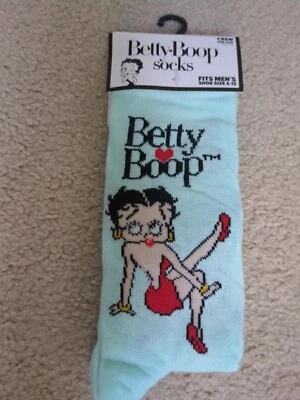 Betty-Boop
socks
CREW
FITS MEN'S
SHOE SIZE 6-12
Betty
Boop™